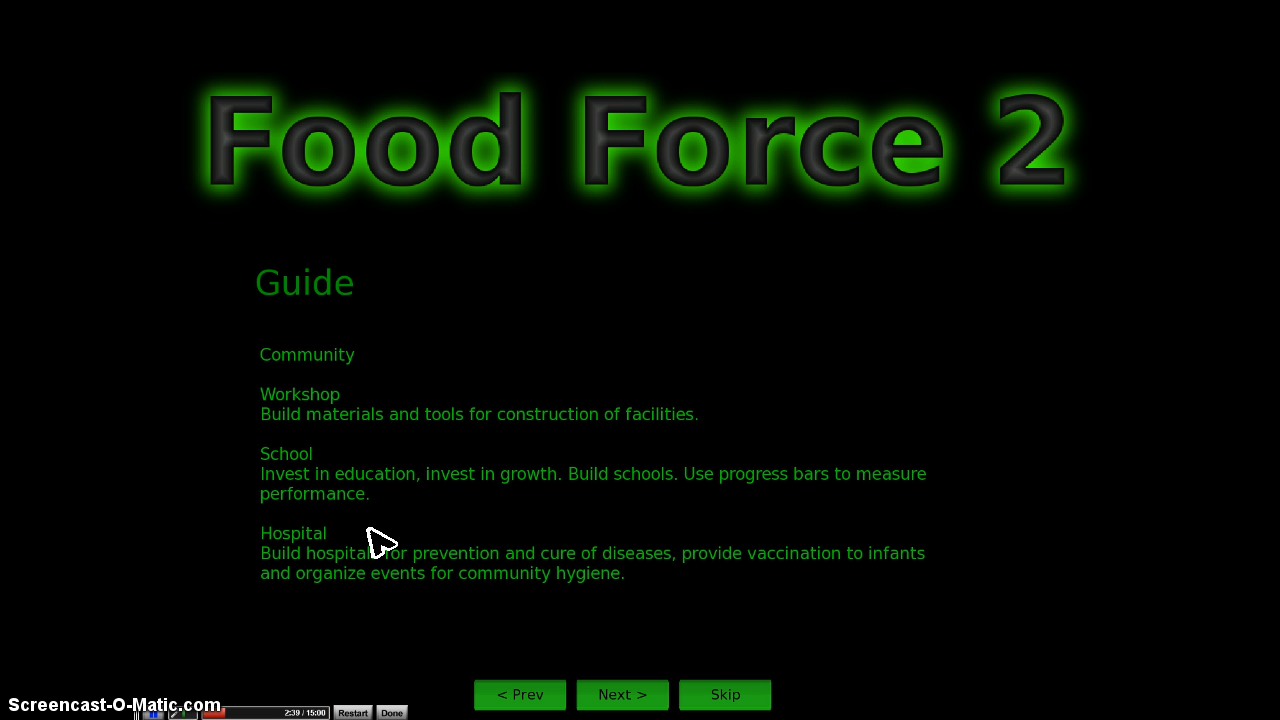 Food Force 2
Guide
Community
Workshop
Build materials and tools for construction of facilities.
School
Invest in education, invest in growth. Build schools. Use progress bars to measure
performance.
Hospital
Build hospitals for prevention and cure of diseases, provide vaccination to infants
and organize events for community hygiene.
< Prev
Next >
Skip
Screencast-O-Matic.com
2:39 / 15:00
Restart
Done